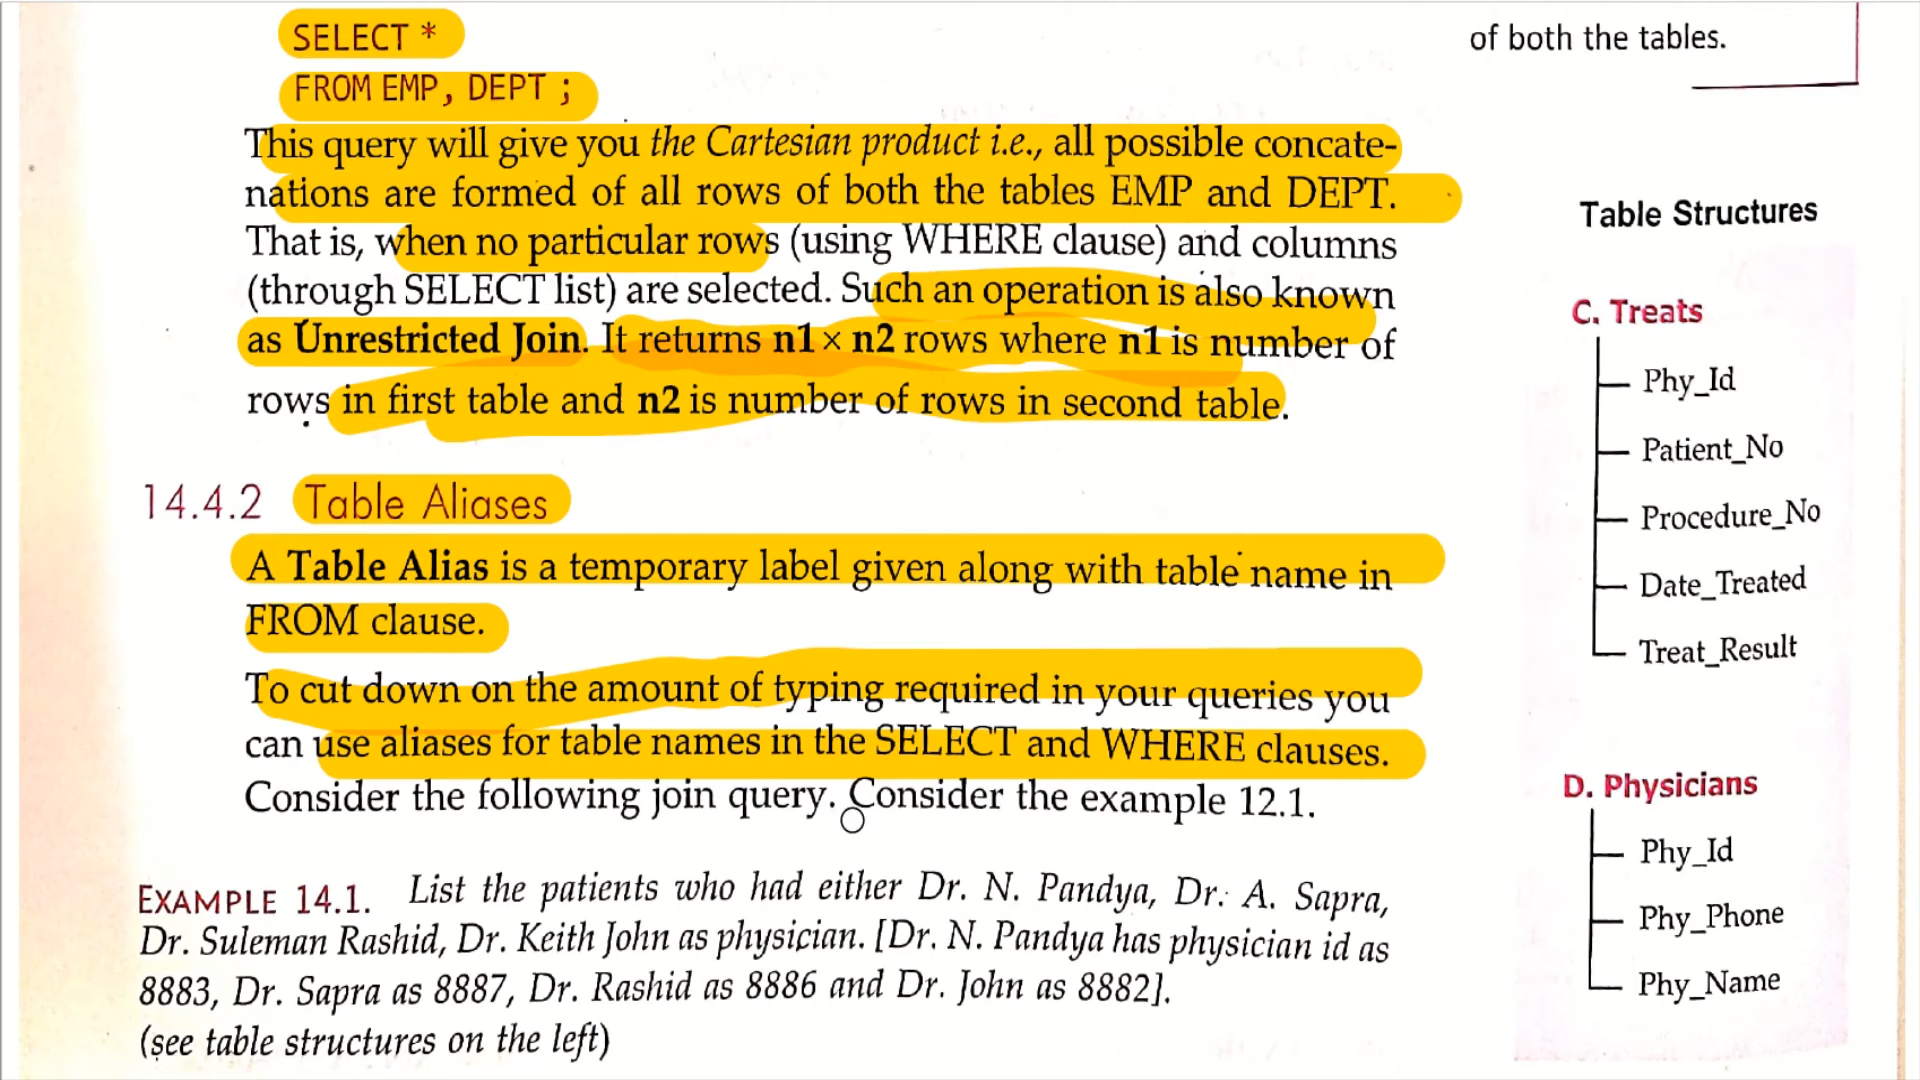 SELECT *
FROM EMP, DEPT ;
This query will give you the Cartesian product i.e., all possible concate-
nations are formed of all rows of both the tables EMP and DEPT.
That is, when no particular rows (using WHERE clause) and columns
(through SELECT list) are selected. Such an operation is also known
as Unrestricted Join. It returns n1 × n2 rows where n1 is number of
rows in first table and n2 is number of rows in second table.
14.4.2 Table Aliases
A Table Alias is a temporary label given along with table name in
FROM clause.
To cut down on the amount of typing required in your queries you
can use aliases for table names in the SELECT and WHERE clauses.
Consider the following join query. Consider the example 12.1.
EXAMPLE 14.1. List the patients who had either Dr. N. Pandya, Dr. A. Sapra,
Dr. Suleman Rashid, Dr. Keith John as physician. [Dr. N. Pandya has physician id as
8883, Dr. Sapra as 8887, Dr. Rashid as 8886 and Dr. John as 8882].
(see table structures on the left)
of both the tables.
Table Structures
C. Treats
Phy_Id
Patient_No
Procedure_No
Date_Treated
Treat_Result
D. Physicians
Phy_Id
Phy_Phone
Phy_Name